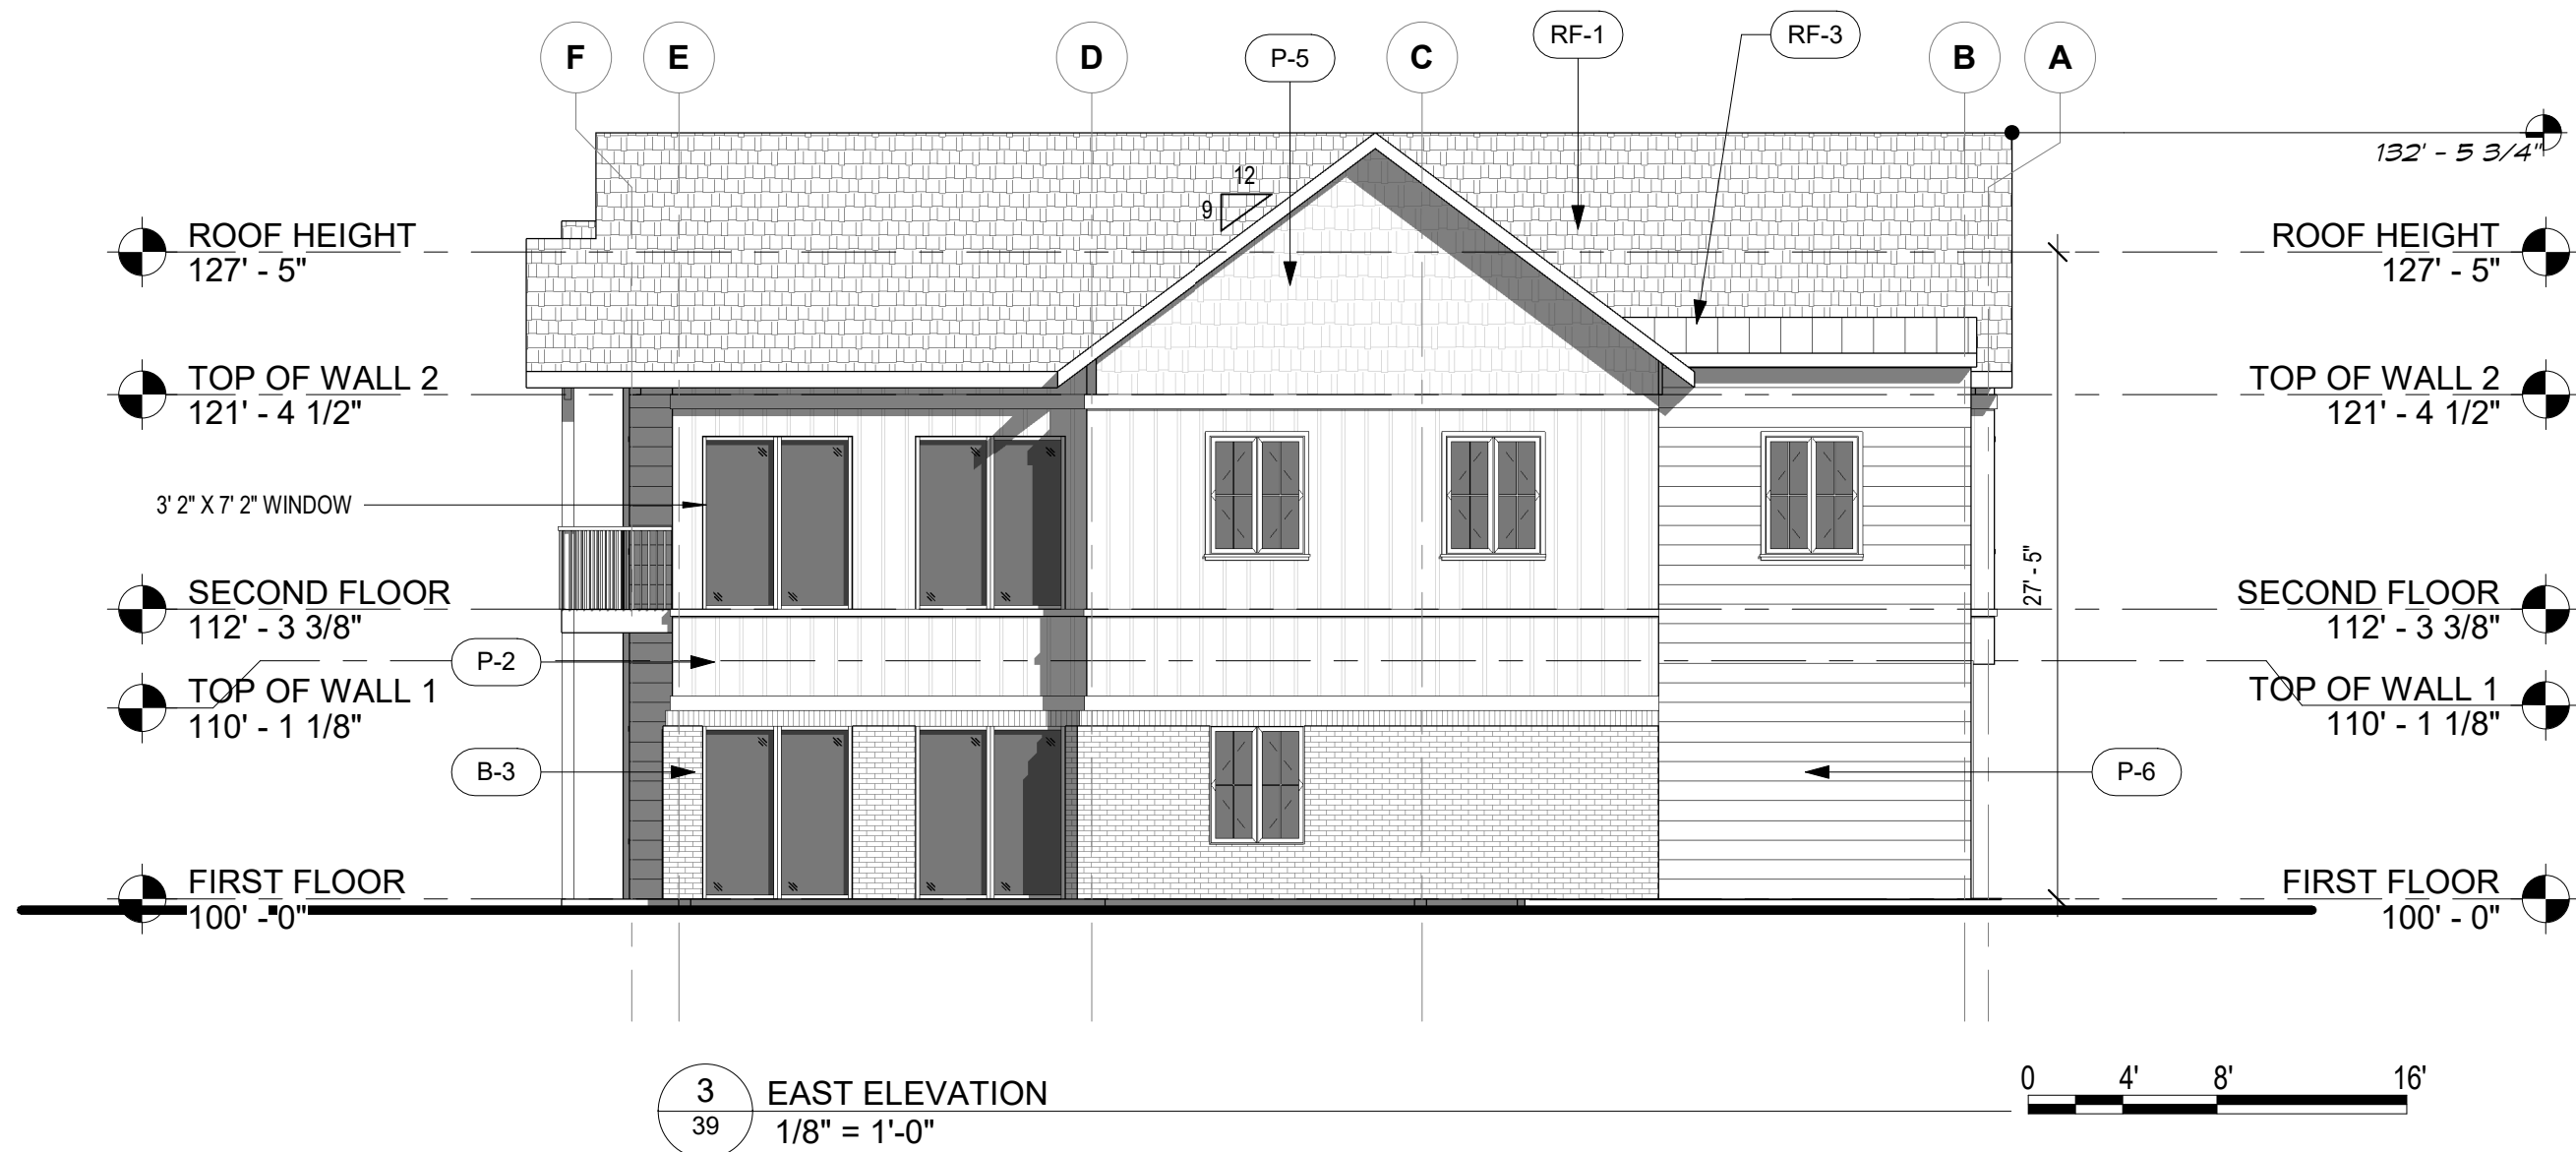 F
E
D
P-5
C
RF-1
RF-3
B
A
132' - 5 3/4"
12
9
ROOF HEIGHT
127' - 5"
ROOF HEIGHT
127' - 5"
TOP OF WALL 2
121' - 4 1/2"
TOP OF WALL 2
121' - 4 1/2"
3' 2" X 7' 2" WINDOW
27' - 5"
SECOND FLOOR
112' - 3 3/8"
SECOND FLOOR
112' - 3 3/8"
P-2
TOP OF WALL 1
110' - 1 1/8"
TOP OF WALL 1
110' - 1 1/8"
B-3
P-6
FIRST FLOOR
100' - 0"
FIRST FLOOR
100' - 0"
3
39
EAST ELEVATION
1/8" = 1'-0"
0 4' 8' 16'